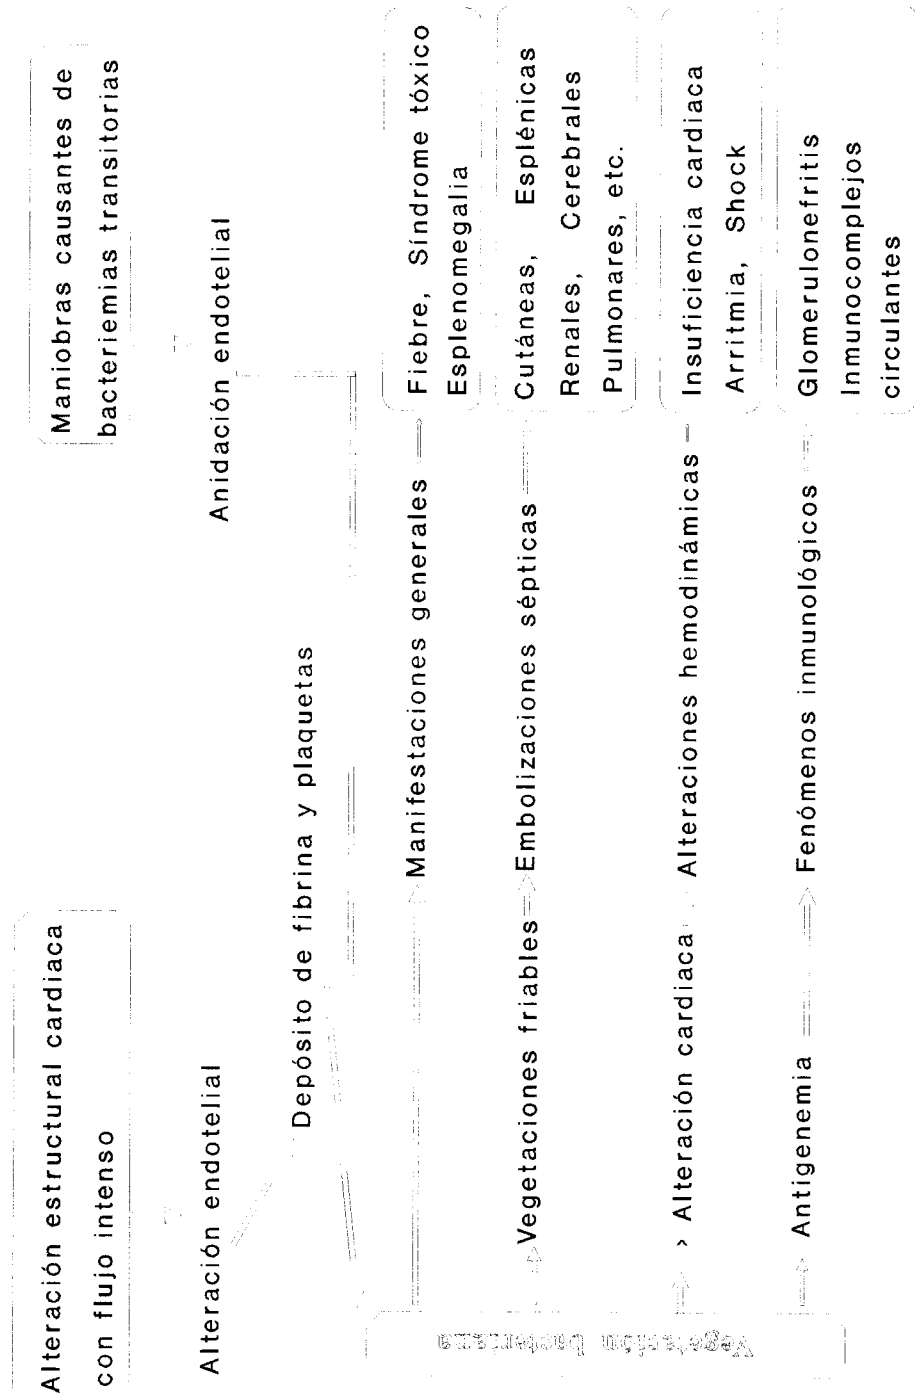 Alteración estructural cardiaca
con flujo intenso
Maniobras causantes de
bacteriemias transitorias
Alteración endotelial
Anidación endotelial
Depósito de fibrina y plaquetas
Vegetación bacteriana
Manifestaciones generales
Fiebre, Síndrome tóxico
Esplenomegalia
Vegetaciones friables
Embolizaciones sépticas
Cutáneas, Esplénicas
Renales, Cerebrales
Pulmonares, etc.
> Alteración cardiaca
Alteraciones hemodinámicas
Insuficiencia cardiaca
Arritmia, Shock
Antigenemia
Fenómenos inmunológicos
Glomerulonefritis
Inmunocomplejos
circulantes